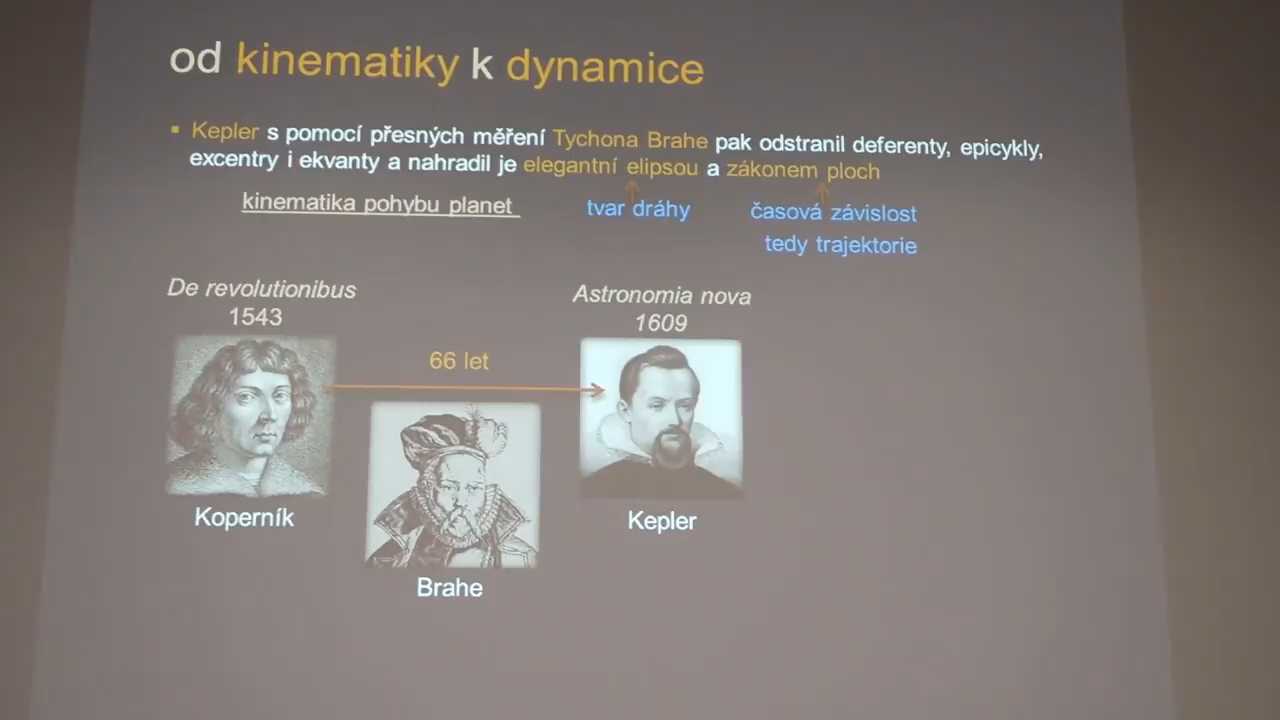 od kinematiky k dynamice
▪ Kepler s pomocí přesných měření Tychona Brahe pak odstranil deferenty, epicykly,
excentry i ekvanty a nahradil je elegantní elipsou a zákonem ploch
kinematika pohybu planet
tvar dráhy
časová závislost
tedy trajektorie
De revolutionibus
1543
Astronomia nova
1609
66 let
Koperník
Kepler
Brahe